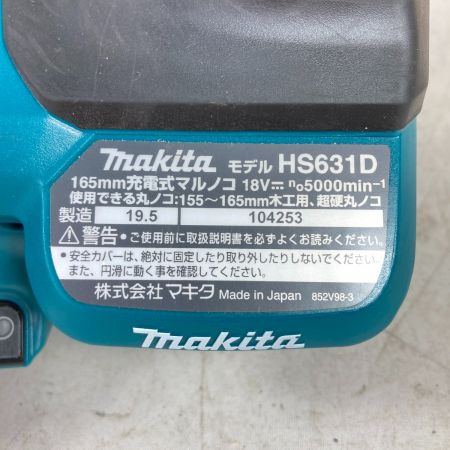 makita モデル HS631D
165mm充電式マルノコ 18V⎓ n₀5000min⁻¹
使用できる丸ノコ:155～165mm木工用、超硬丸ノコ
製造 19.5 104253
⚠警告 ●ご使用前に取扱説明書を必ずよくお読みください。
●安全カバーは、絶対に固定したり取り外したりしないでください。
また、円滑に動く事を確認してください。
株式会社マキタ Made in Japan 852V98-3
makita